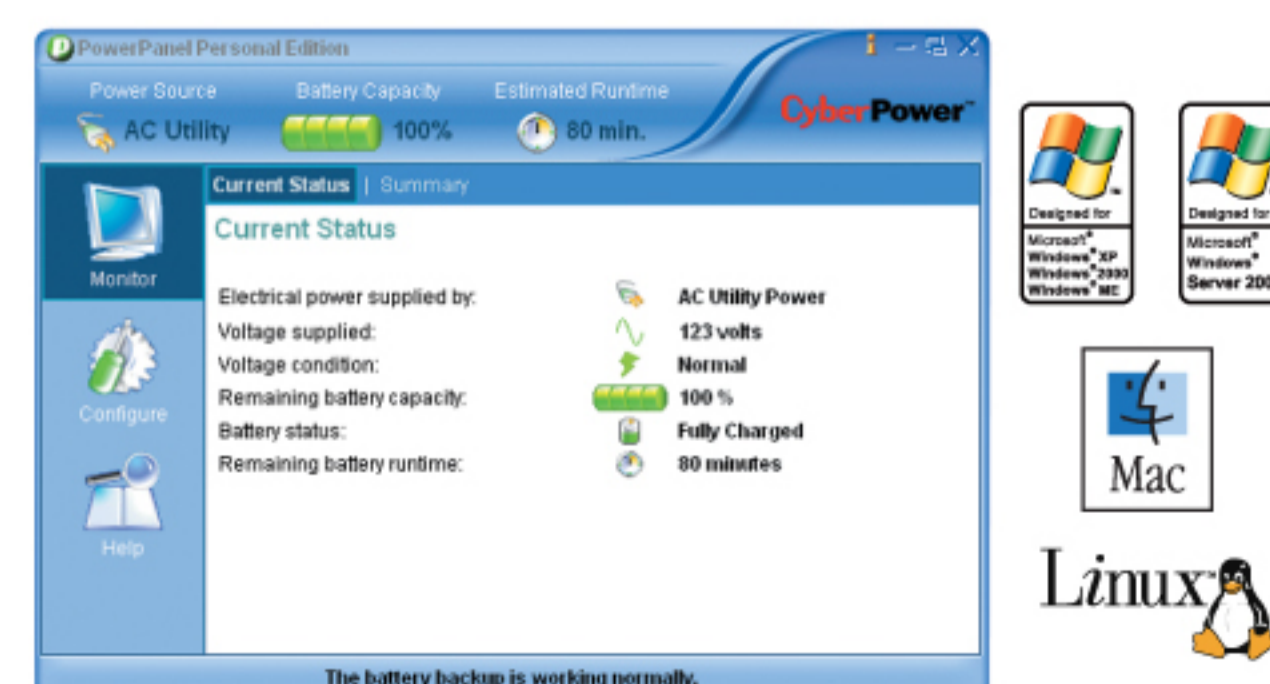 PowerPanel Personal Edition
Power Source Battery Capacity Estimated Runtime
AC Utility 100% 80 min.
CyberPower™
Current Status | Summary
Monitor
Configure
Help
Current Status
Electrical power supplied by: AC Utility Power
Voltage supplied: 123 volts
Voltage condition: Normal
Remaining battery capacity: 100 %
Battery status: Fully Charged
Remaining battery runtime: 80 minutes
The battery backup is working normally.
Designed for
Microsoft®
Windows® XP
Windows® 2000
Windows® ME
Designed for
Microsoft®
Windows®
Server
Mac
Linux